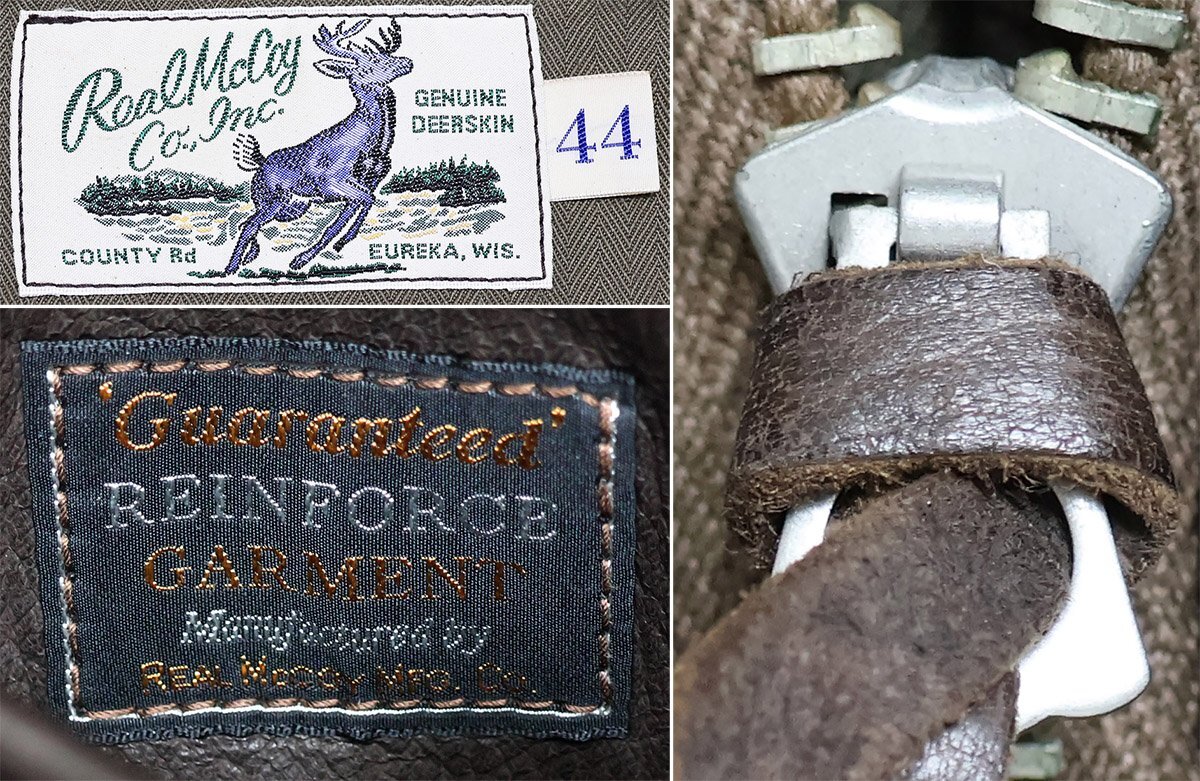 Real McCoy
Co., Inc.
GENUINE
DEERSKIN
44
COUNTY Rd
EUREKA, WIS.
'Guaranteed'
REINFORCE
GARMENT
Manufactured by
REAL McCOY MFG. CO.